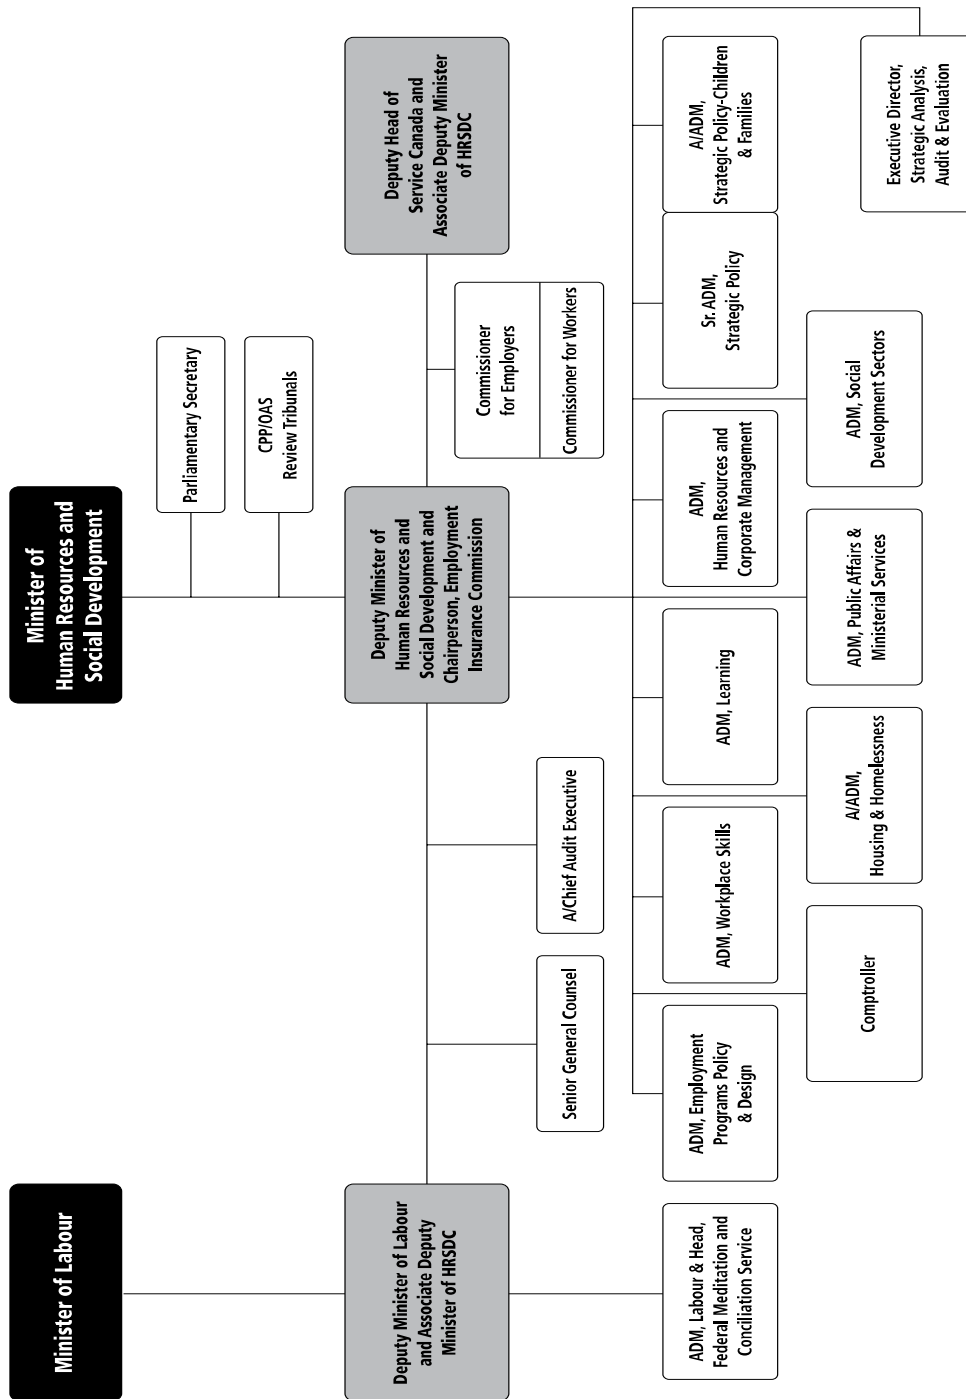 Minister of Labour
Minister of
Human Resources and
Social Development
Parliamentary Secretary
CPP/OAS
Review Tribunals
Deputy Minister of Labour
and Associate Deputy
Minister of HRSDC
Deputy Minister of
Human Resources and
Social Development and
Chairperson, Employment
Insurance Commission
Deputy Head of
Service Canada and
Associate Deputy Minister
of HRSDC
Commissioner
for Employers
Commissioner for Workers
Senior General Counsel
A/Chief Audit Executive
ADM, Labour & Head,
Federal Meditation and
Conciliation Service
ADM, Employment
Programs Policy
& Design
ADM, Workplace Skills
ADM, Learning
ADM,
Human Resources and
Corporate Management
Sr. ADM,
Strategic Policy
A/ADM,
Strategic Policy-Children
& Families
Comptroller
A/ADM,
Housing & Homelessness
ADM, Public Affairs &
Ministerial Services
ADM, Social
Development Sectors
Executive Director,
Strategic Analysis,
Audit & Evaluation